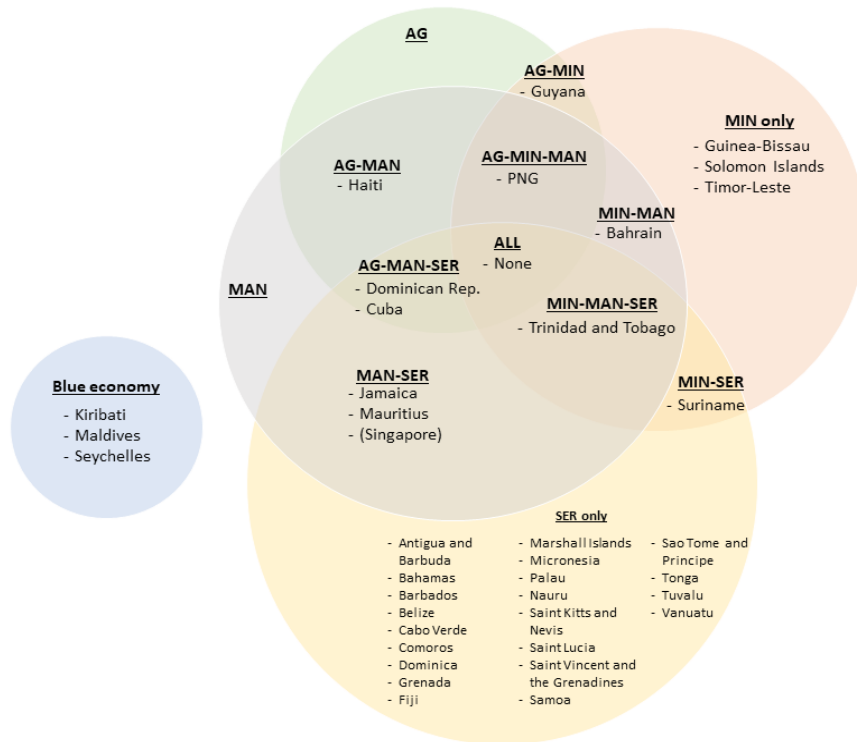 AG
AG-MIN
- Guyana
MIN only
- Guinea-Bissau
- Solomon Islands
- Timor-Leste
AG-MAN
- Haiti
AG-MIN-MAN
- PNG
MIN-MAN
- Bahrain
ALL
- None
AG-MAN-SER
- Dominican Rep.
- Cuba
MAN
MIN-MAN-SER
- Trinidad and Tobago
Blue economy
- Kiribati
- Maldives
- Seychelles
MAN-SER
- Jamaica
- Mauritius
- (Singapore)
MIN-SER
- Suriname
SER only
- Antigua and
Barbuda
- Bahamas
- Barbados
- Belize
- Cabo Verde
- Comoros
- Dominica
- Grenada
- Fiji
- Marshall Islands
- Micronesia
- Palau
- Nauru
- Saint Kitts and
Nevis
- Saint Lucia
- Saint Vincent and
the Grenadines
- Samoa
- Sao Tome and
Principe
- Tonga
- Tuvalu
- Vanuatu